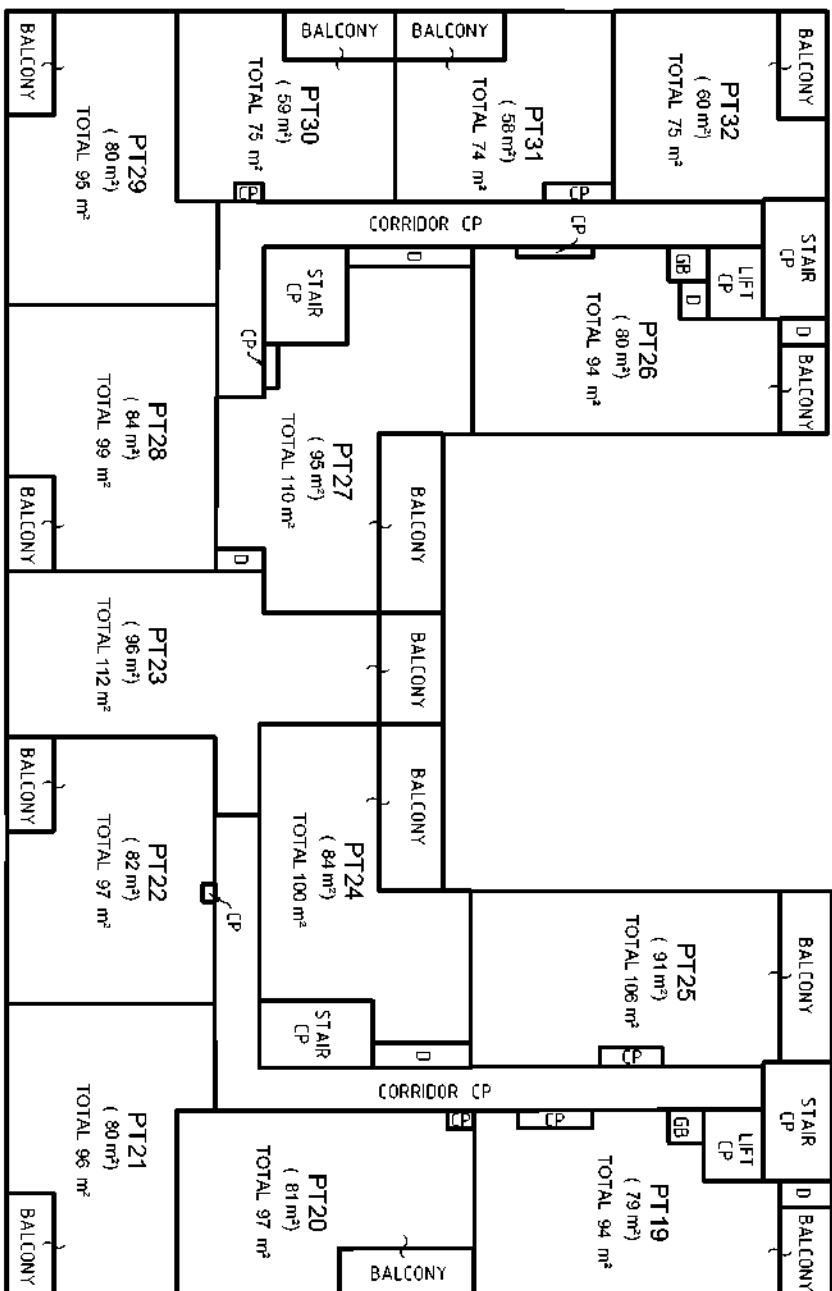 BALCONY
BALCONY
BALCONY
BALCONY
PT29
( 80 m²)
TOTAL 95 m²
PT30
( 59 m²)
TOTAL 75 m²
PT31
( 58 m²)
TOTAL 74 m²
PT32
( 60 m²)
TOTAL 75 m²
CP
CP
CORRIDOR CP
CP
STAIR
CP
D
GB
LIFT
CP
D
D
STAIR
CP
CP
PT26
( 80 m²)
TOTAL 94 m²
BALCONY
PT28
( 84 m²)
TOTAL 99 m²
BALCONY
PT27
( 95 m²)
TOTAL 110 m²
BALCONY
D
PT23
( 96 m²)
TOTAL 112 m²
BALCONY
BALCONY
PT22
( 82 m²)
TOTAL 97 m²
CP
PT24
( 84 m²)
TOTAL 100 m²
BALCONY
PT25
( 91 m²)
TOTAL 106 m²
BALCONY
STAIR
CP
D
CP
CORRIDOR CP
STAIR
CP
CP
CP
GB
LIFT
CP
D
PT21
( 80 m²)
TOTAL 96 m²
BALCONY
PT20
( 81 m²)
TOTAL 97 m²
BALCONY
PT19
( 79 m²)
TOTAL 94 m²
BALCONY